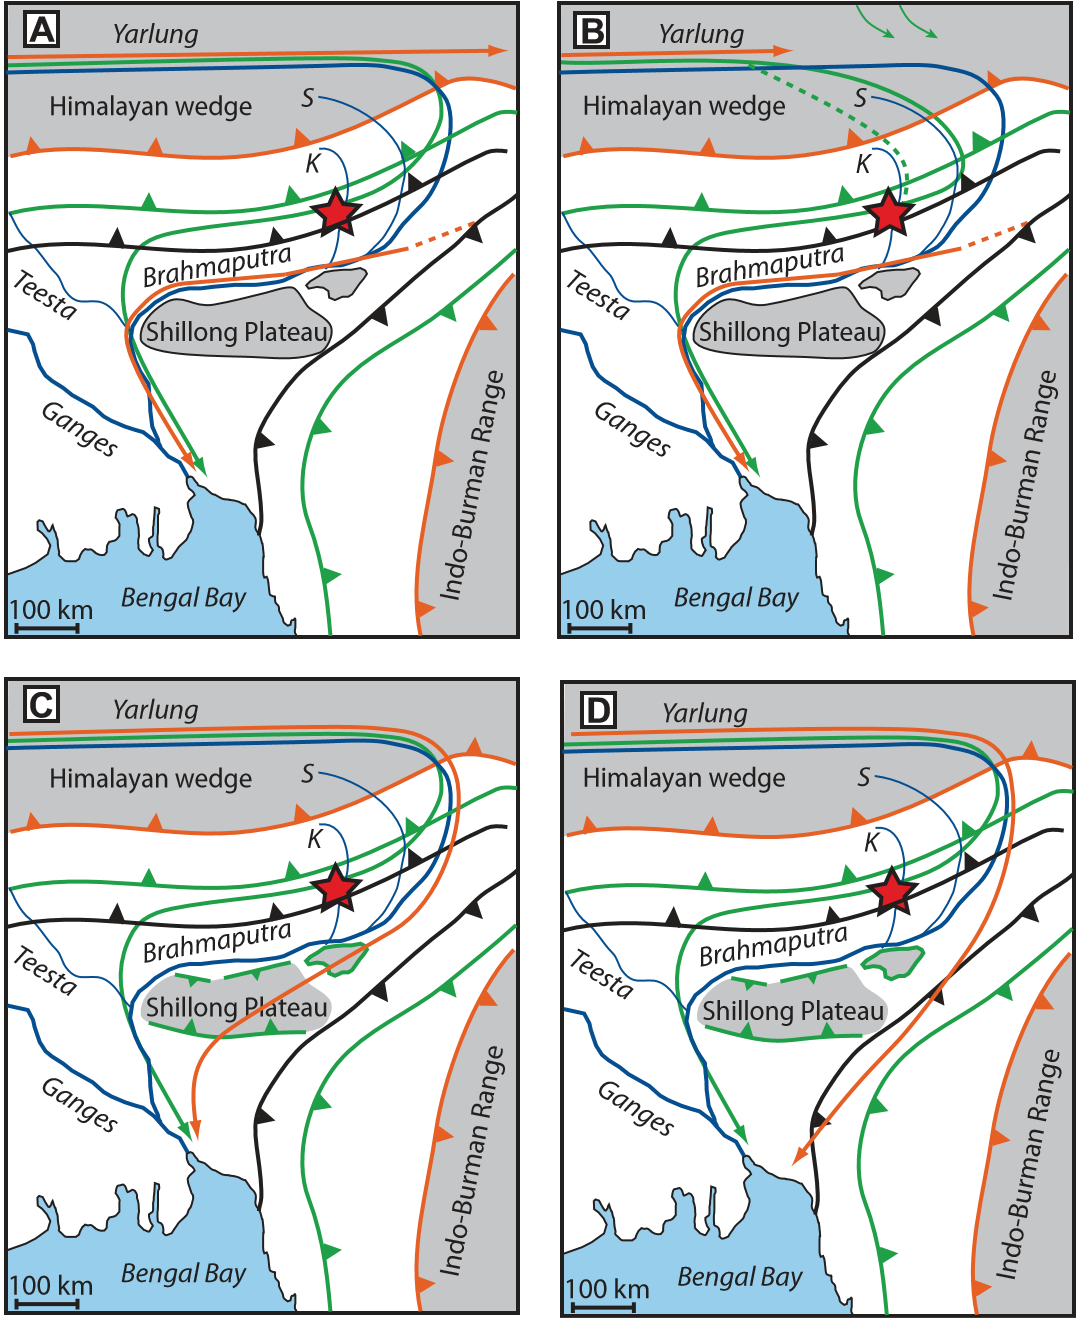 A
Yarlung
Himalayan wedge
S
K
Brahmaputra
Teesta
Shillong Plateau
Ganges
Indo-Burman Range
Bengal Bay
100 km
B
Yarlung
Himalayan wedge
S
K
Brahmaputra
Teesta
Shillong Plateau
Ganges
Indo-Burman Range
Bengal Bay
100 km
C
Yarlung
Himalayan wedge
S
K
Brahmaputra
Teesta
Shillong Plateau
Ganges
Indo-Burman Range
Bengal Bay
100 km
D
Yarlung
Himalayan wedge
S
K
Brahmaputra
Teesta
Shillong Plateau
Ganges
Indo-Burman Range
Bengal Bay
100 km